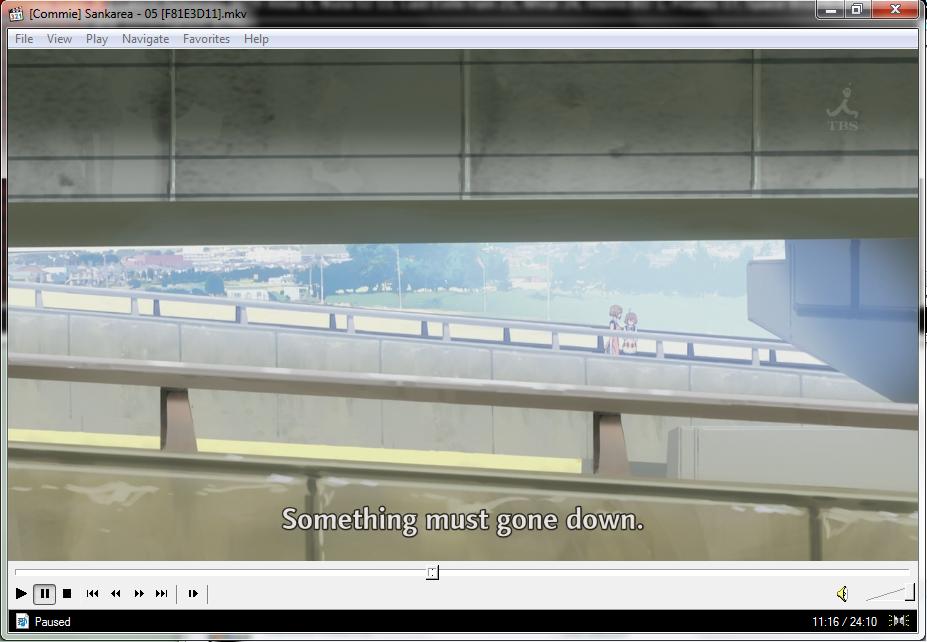 [Commie] Sankarea - 05 [F81E3D11].mkv
File View Play Navigate Favorites Help
TBS
Something must gone down.
Paused 11:16 / 24:10